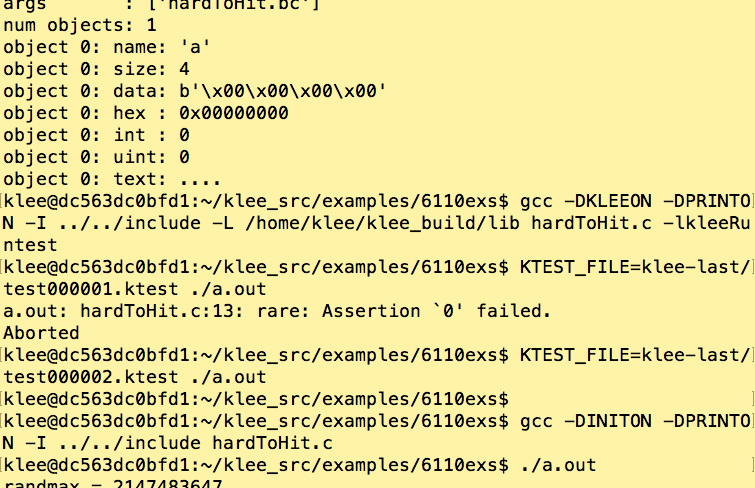 args       : ['hardToHit.bc']
num objects: 1
object 0: name: 'a'
object 0: size: 4
object 0: data: b'\x00\x00\x00\x00'
object 0: hex : 0x00000000
object 0: int : 0
object 0: uint: 0
object 0: text: ....
[klee@dc563dc0bfd1:~/klee_src/examples/6110exs$ gcc -DKLEEON -DPRINTO]
N -I ../../include -L /home/klee/klee_build/lib hardToHit.c -lkleeRu
ntest
[klee@dc563dc0bfd1:~/klee_src/examples/6110exs$ KTEST_FILE=klee-last/]
test000001.ktest ./a.out
a.out: hardToHit.c:13: rare: Assertion `0' failed.
Aborted
[klee@dc563dc0bfd1:~/klee_src/examples/6110exs$ KTEST_FILE=klee-last/]
test000002.ktest ./a.out
[klee@dc563dc0bfd1:~/klee_src/examples/6110exs$ ]
[klee@dc563dc0bfd1:~/klee_src/examples/6110exs$ gcc -DINITON -DPRINTO]
N -I ../../include hardToHit.c
[klee@dc563dc0bfd1:~/klee_src/examples/6110exs$ ./a.out ]
randmax = 2147483647